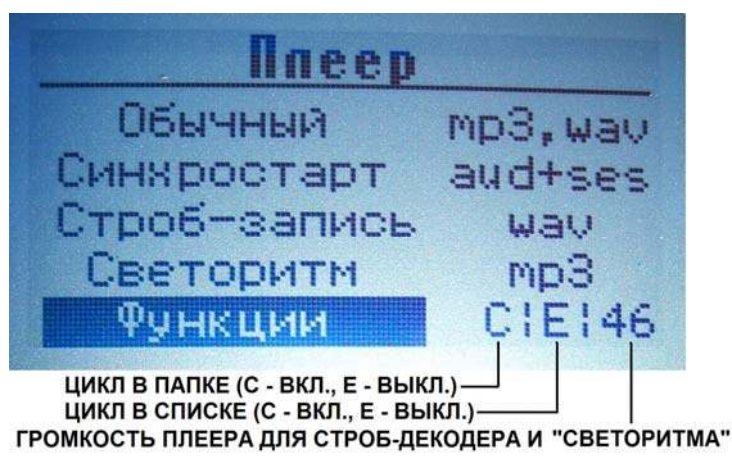 Плеер
Обычный mp3,wav
Синхростарт aud+ses
Строб-запись wav
Светоритм mp3
Функции C¦E¦46
ЦИКЛ В ПАПКЕ (С - ВКЛ., Е - ВЫКЛ.)
ЦИКЛ В СПИСКЕ (С - ВКЛ., Е - ВЫКЛ.)
ГРОМКОСТЬ ПЛЕЕРА ДЛЯ СТРОБ-ДЕКОДЕРА И "СВЕТОРИТМА"